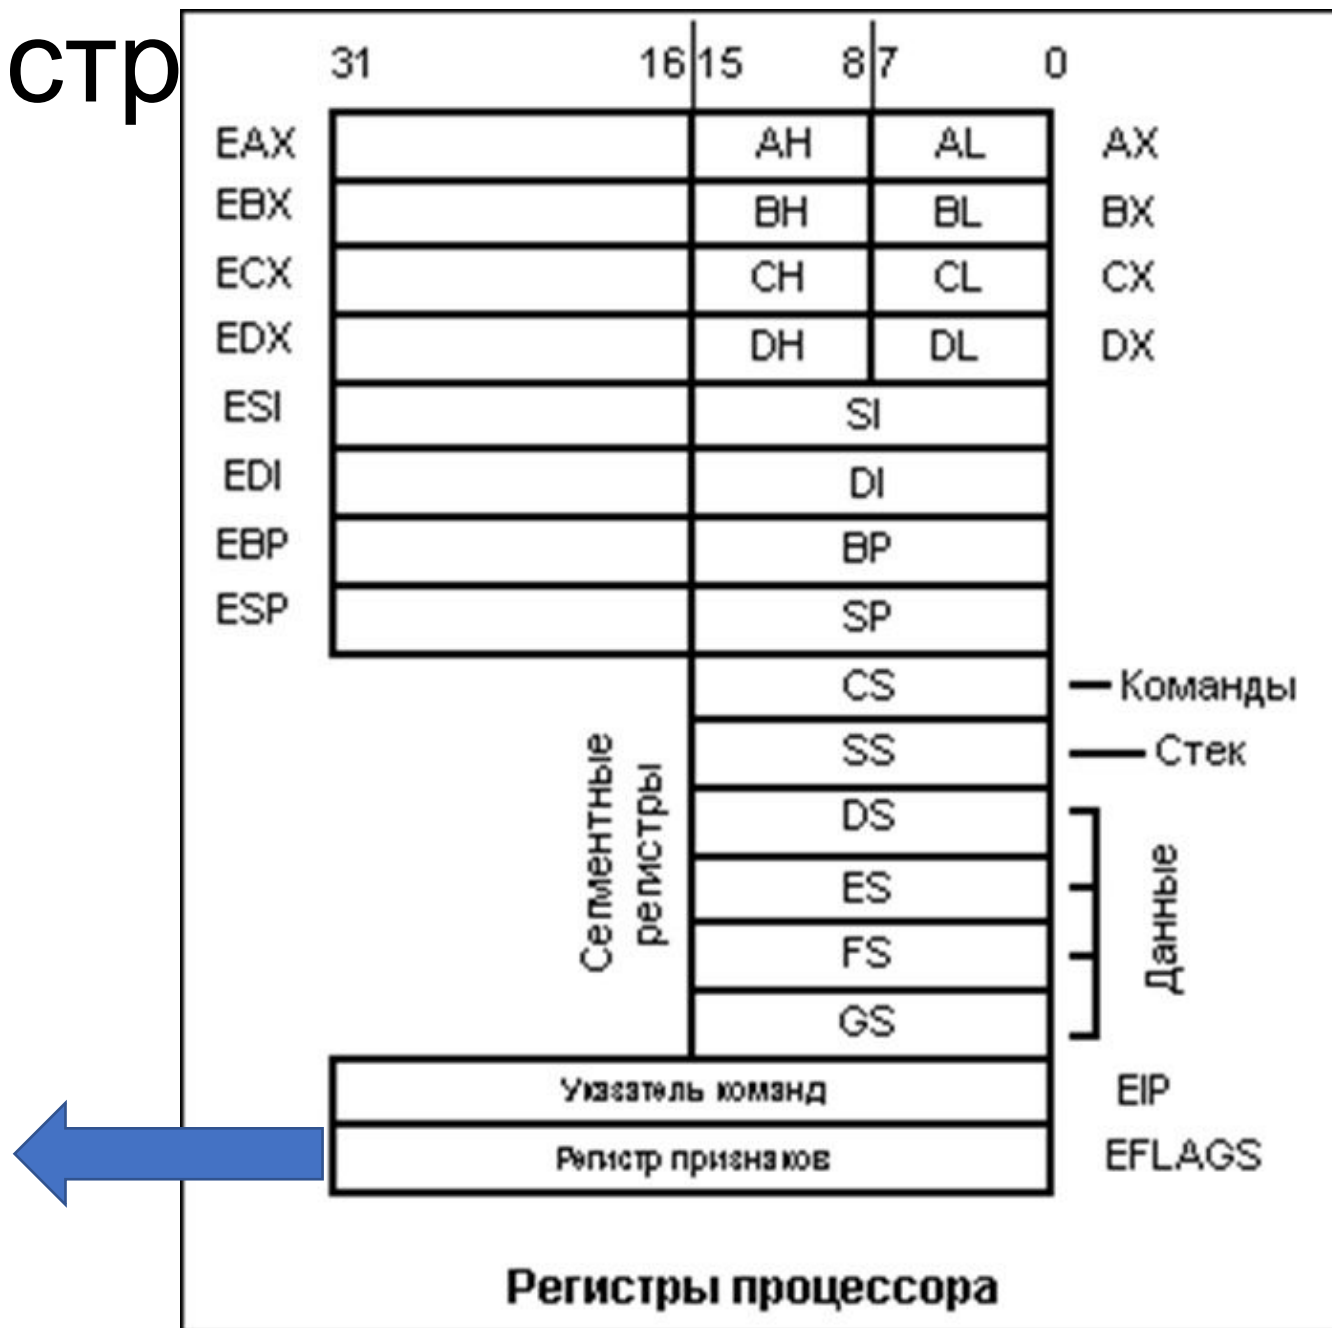 стр
31 16 15 8 7 0
EAX AH AL AX
EBX BH BL BX
ECX CH CL CX
EDX DH DL DX
ESI SI
EDI DI
EBP BP
ESP SP
CS Команды
SS Стек
Сегментные
регистры
DS
ES
FS
GS
Данные
Указатель команд EIP
Регистр признаков EFLAGS
Регистры процессора